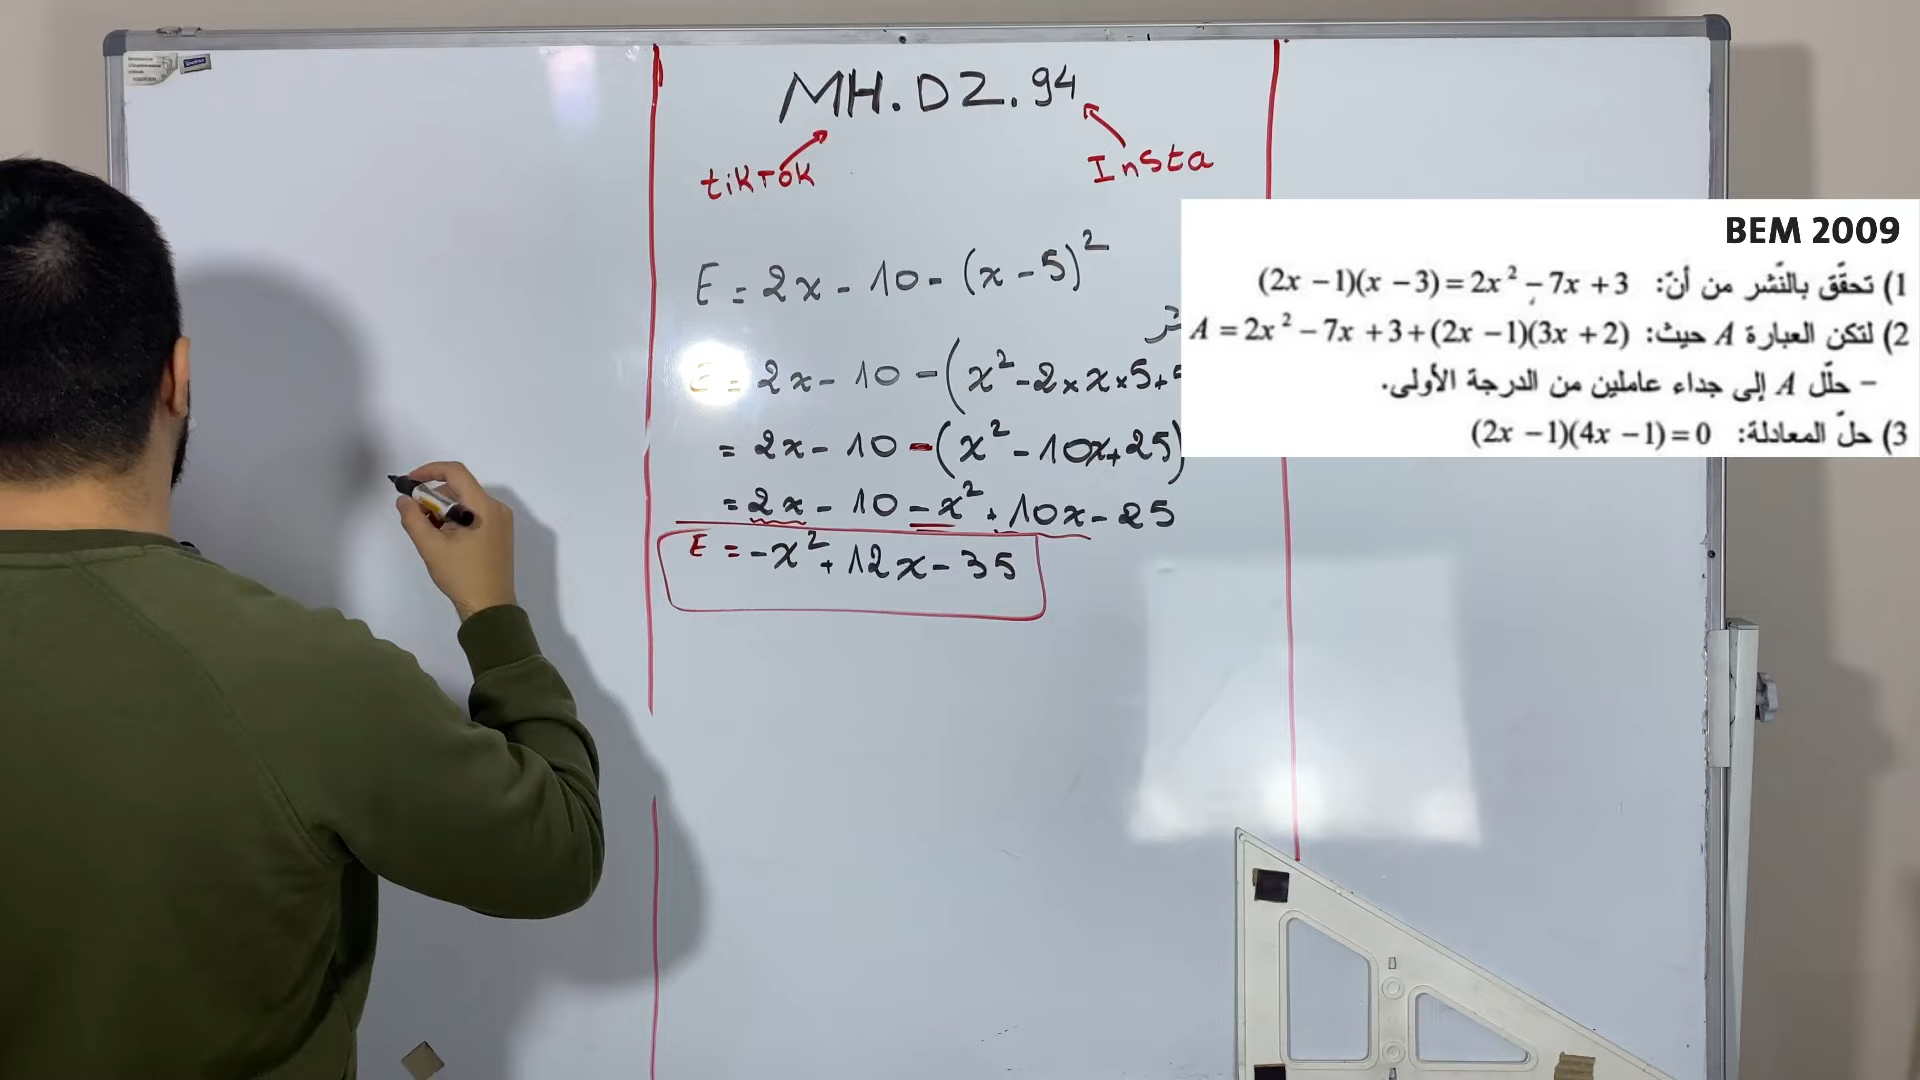 MH.DZ.94
tiKTOK
InSta
E = 2x - 10 - (x - 5)²
E = 2x - 10 - (x² - 2 × x × 5 +
= 2x - 10 - (x² - 10x + 25)
= 2x - 10 - x² + 10x - 25
E = -x² + 12x - 35
BEM 2009
1) تحقّق بالنّشر من أنّ: (2x − 1)(x − 3) = 2x² − 7x + 3
2) لتكن العبارة A حيث: A = 2x² − 7x + 3 + (2x − 1)(3x + 2)
− حلّل A إلى جداء عاملين من الدرجة الأولى.
3) حلّ المعادلة: (2x − 1)(4x − 1) = 0